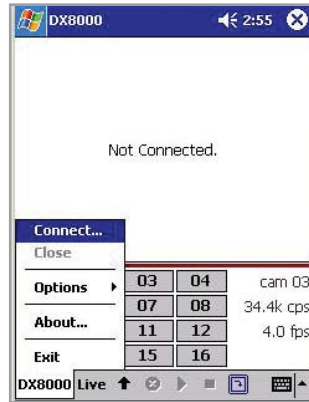 DX8000 2:55
Not Connected.
Connect...
Close
Options
About...
Exit
03 04 cam 03
07 08 34.4k cps
11 12 4.0 fps
15 16
DX8000 Live